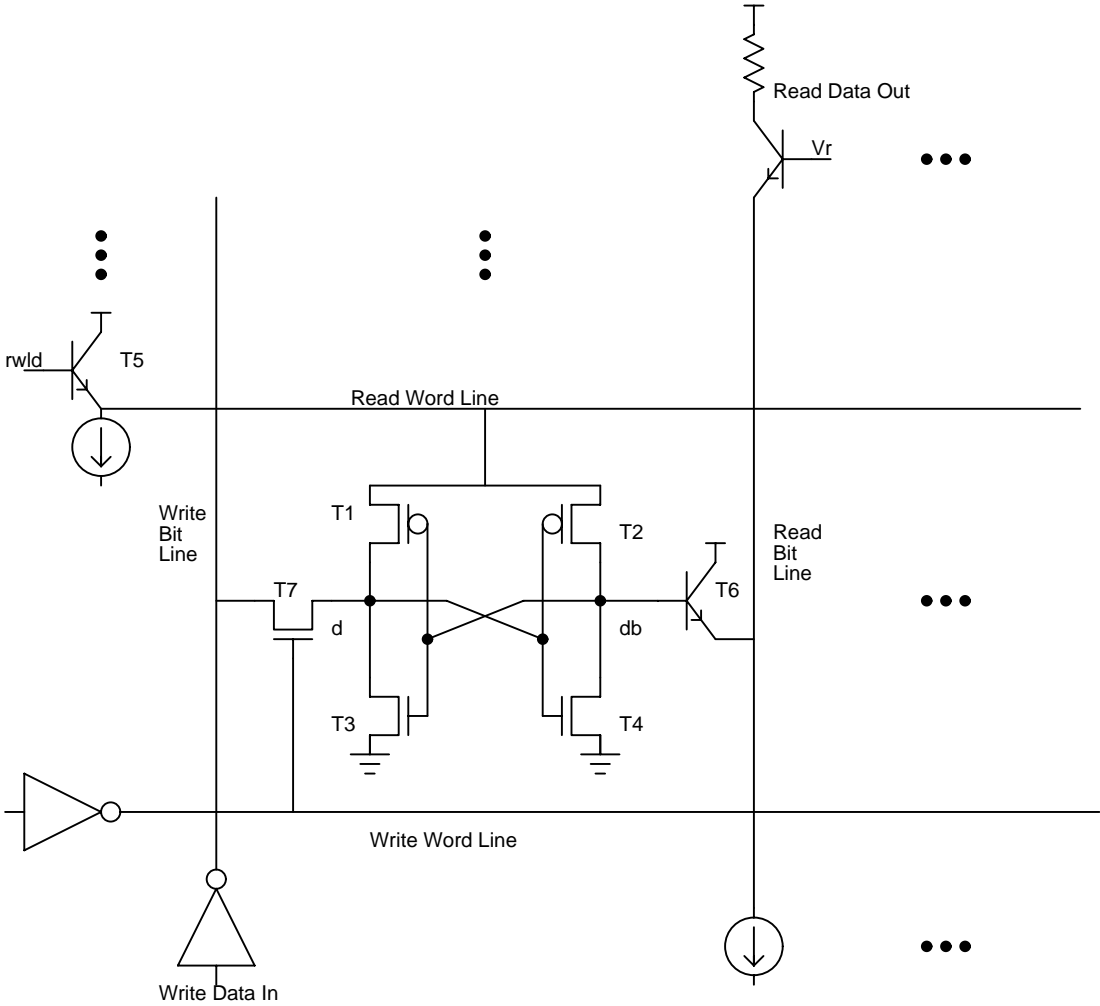 Read Data Out
Vr
rwld
T5
Read Word Line
Write
Bit
Line
T1
T2
Read
Bit
Line
T7
T6
d
db
T3
T4
Write Word Line
Write Data In